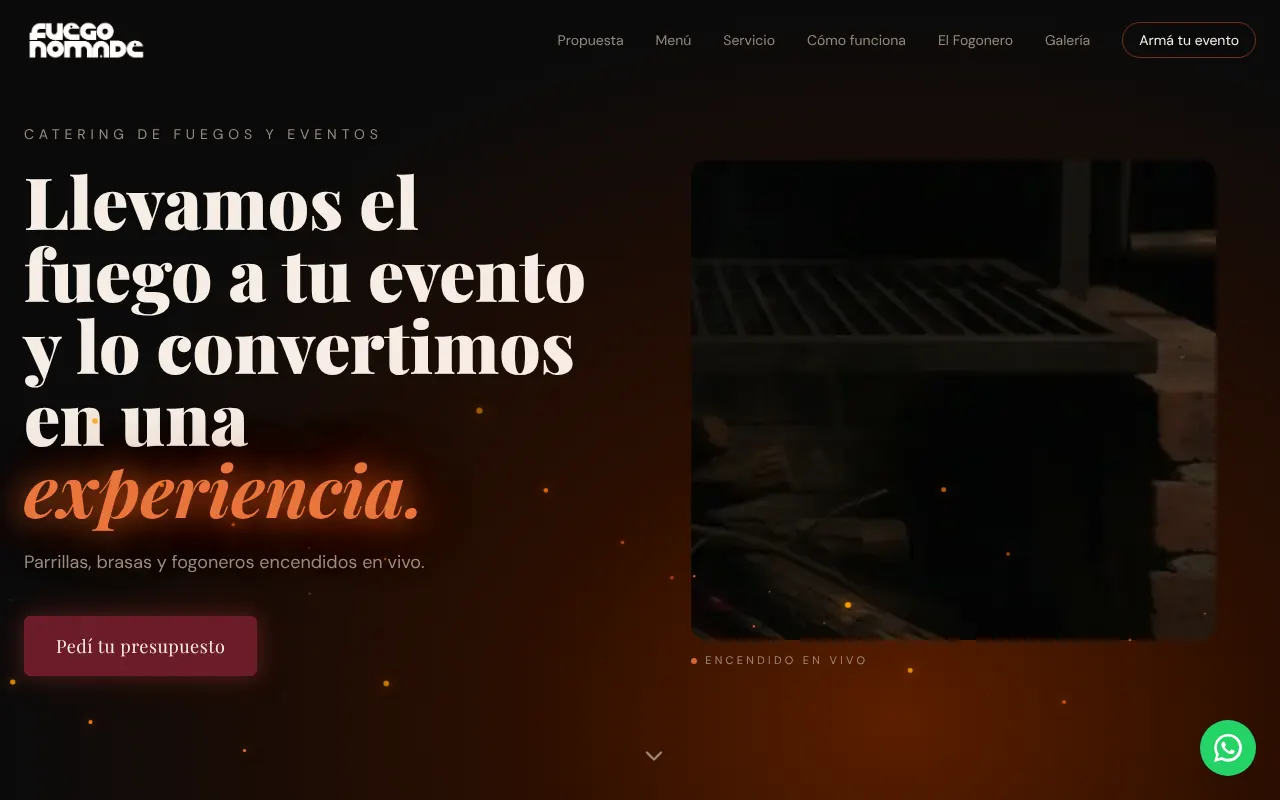 FUEGO
NOMADE
Propuesta
Menú
Servicio
Cómo funciona
El Fogonero
Galería
Armá tu evento
CATERING DE FUEGOS Y EVENTOS
Llevamos el
fuego a tu evento
y lo convertimos
en una
experiencia.
Parrillas, brasas y fogoneros encendidos en vivo.
Pedí tu presupuesto
ENCENDIDO EN VIVO